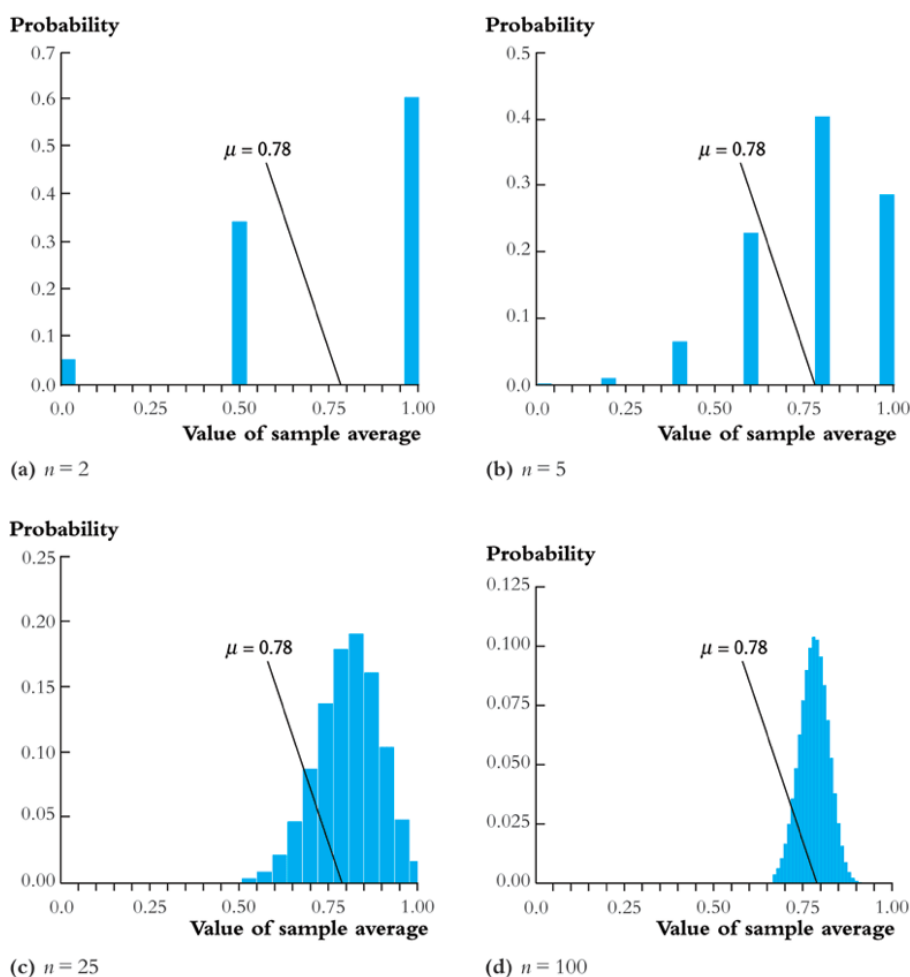 Probability
0.7
0.6
0.5
0.4
0.3
0.2
0.1
0.0
μ = 0.78
0.0 0.25 0.50 0.75 1.00
Value of sample average
(a) n = 2
Probability
0.5
0.4
0.3
0.2
0.1
0.0
μ = 0.78
0.0 0.25 0.50 0.75 1.00
Value of sample average
(b) n = 5
Probability
0.25
0.20
0.15
0.10
0.05
0.00
μ = 0.78
0.0 0.25 0.50 0.75 1.00
Value of sample average
(c) n = 25
Probability
0.125
0.100
0.075
0.050
0.025
0.00
μ = 0.78
0.0 0.25 0.50 0.75 1.00
Value of sample average
(d) n = 100